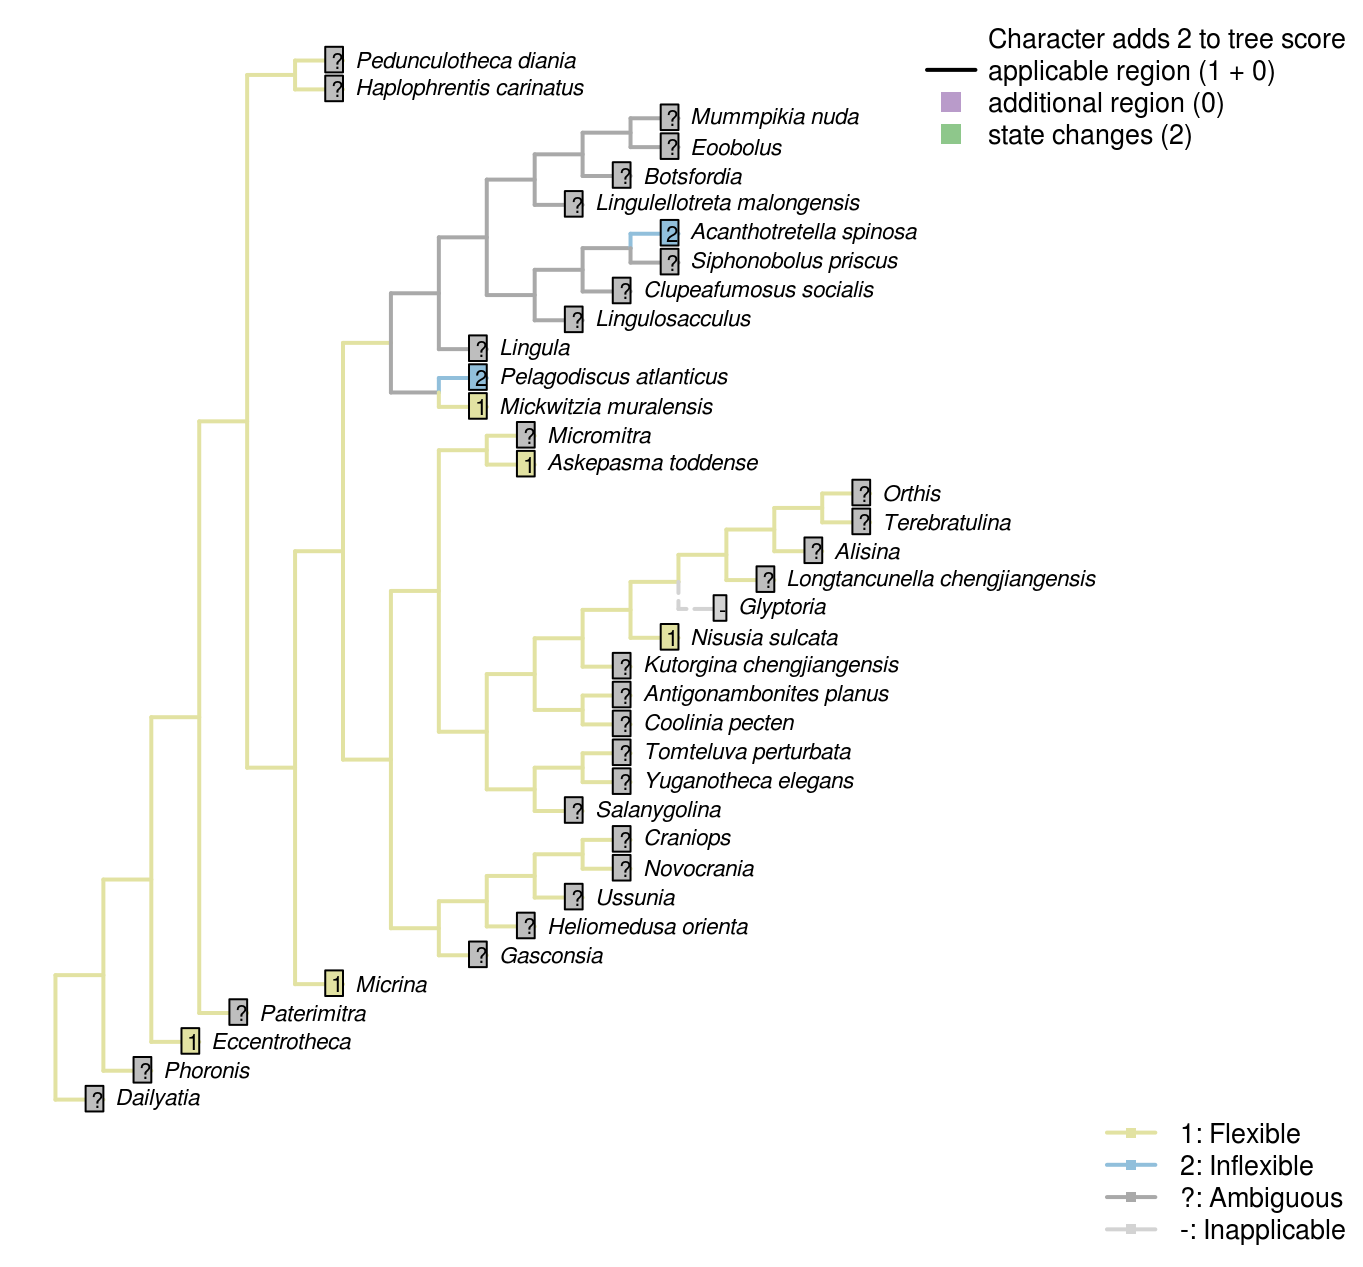 Character adds 2 to tree score
applicable region (1 + 0)
additional region (0)
state changes (2)
? Pedunculotheca diania
? Haplophrentis carinatus
? Mummpikia nuda
? Eoobolus
? Botsfordia
? Lingulellotreta malongensis
2 Acanthotretella spinosa
? Siphonobolus priscus
? Clupeafumosus socialis
? Lingulosacculus
? Lingula
2 Pelagodiscus atlanticus
1 Mickwitzia muralensis
? Micromitra
1 Askepasma toddense
? Orthis
? Terebratulina
? Alisina
? Longtancunella chengjiangensis
- Glyptoria
1 Nisusia sulcata
? Kutorgina chengjiangensis
? Antigonambonites planus
? Coolinia pecten
? Tomteluva perturbata
? Yuganotheca elegans
? Salanygolina
? Craniops
? Novocrania
? Ussunia
? Heliomedusa orienta
? Gasconsia
1 Micrina
? Paterimitra
1 Eccentrotheca
? Phoronis
? Dailyatia
1: Flexible
2: Inflexible
?: Ambiguous
-: Inapplicable